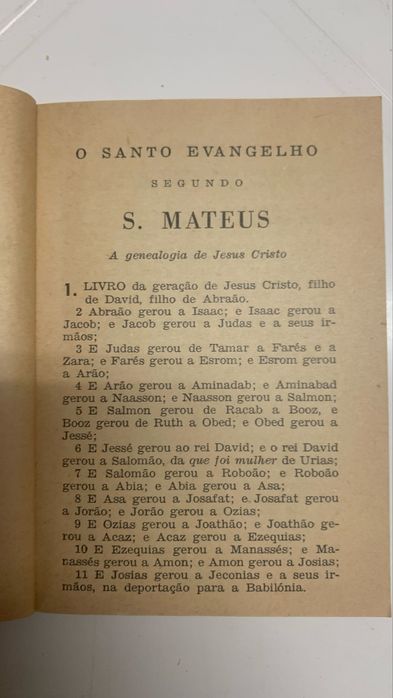 O SANTO EVANGELHO
SEGUNDO
S. MATEUS
A genealogia de Jesus Cristo
1. LIVRO da geração de Jesus Cristo, filho
de David, filho de Abraão.
2 Abraão gerou a Isaac; e Isaac gerou a
Jacob; e Jacob gerou a Judas e a seus ir-
mãos;
3 E Judas gerou de Tamar a Farés e a
Zara; e Farés gerou a Esrom; e Esrom gerou
a Arão;
4 E Arão gerou a Aminadab; e Aminabad
gerou a Naasson; e Naasson gerou a Salmon;
5 E Salmon gerou de Racab a Booz, e
Booz gerou de Ruth a Obed; e Obed gerou a
Jessé;
6 E Jessé gerou ao rei David; e o rei David
gerou a Salomão, da que foi mulher de Urias;
7 E Salomão gerou a Roboão; e Roboão
gerou a Abia; e Abia gerou a Asa;
8 E Asa gerou a Josafat; e Josafat gerou
a Jorão; e Jorão gerou a Ozias;
9 E Ozias gerou a Joathão; e Joathão ge-
rou a Acaz; e Acaz gerou a Ezequias;
10 E Ezequias gerou a Manassés; e Ma-
nassés gerou a Amon; e Amon gerou a Josias;
11 E Josias gerou a Jeconias e a seus ir-
mãos, na deportação para a Babilónia.